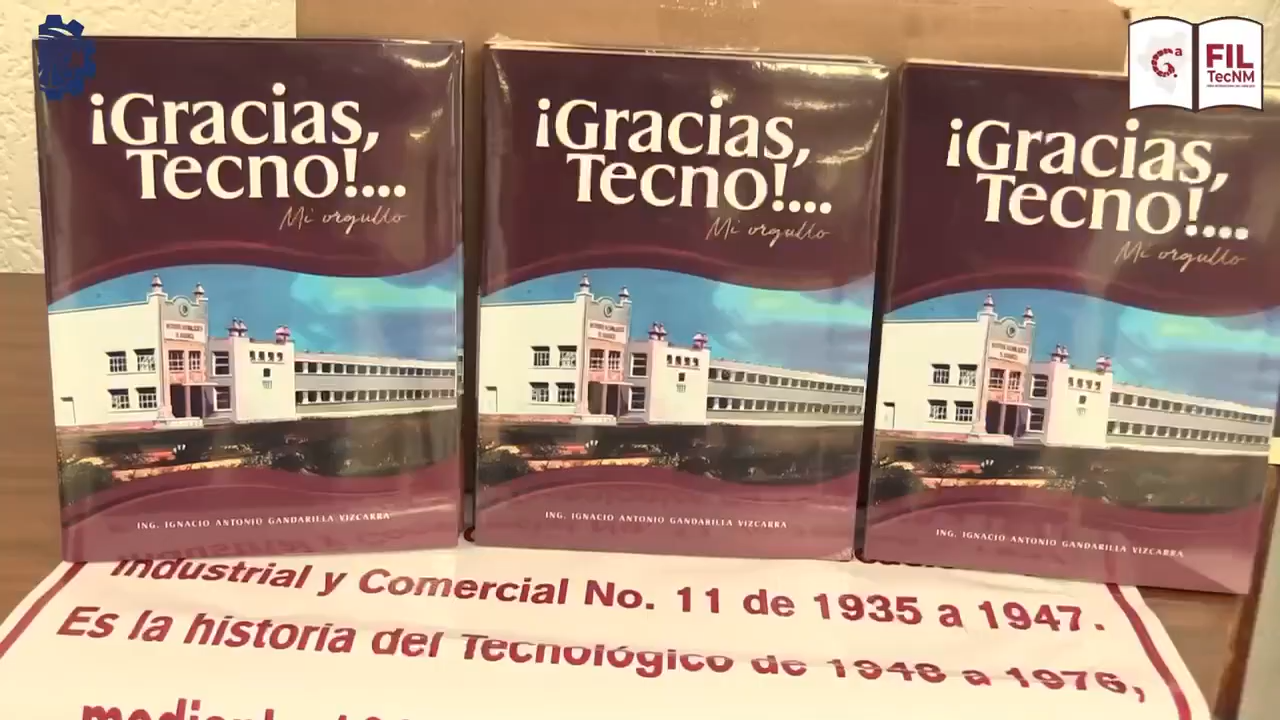 ¡Gracias,
Tecno!...
Mi orgullo
ING. IGNACIO ANTONIO GANDARILLA VIZCARRA
¡Gracias,
Tecno!...
Mi orgullo
ING. IGNACIO ANTONIO GANDARILLA VIZCARRA
¡Gracias,
Tecno!...
Mi orgullo
ING. IGNACIO ANTONIO GANDARILLA VIZCARRA
6ª
FIL
TecNM
Industrial y Comercial No. 11 de 1935 a 1947.
Es la historia del Tecnológico de 1948 a 1976,